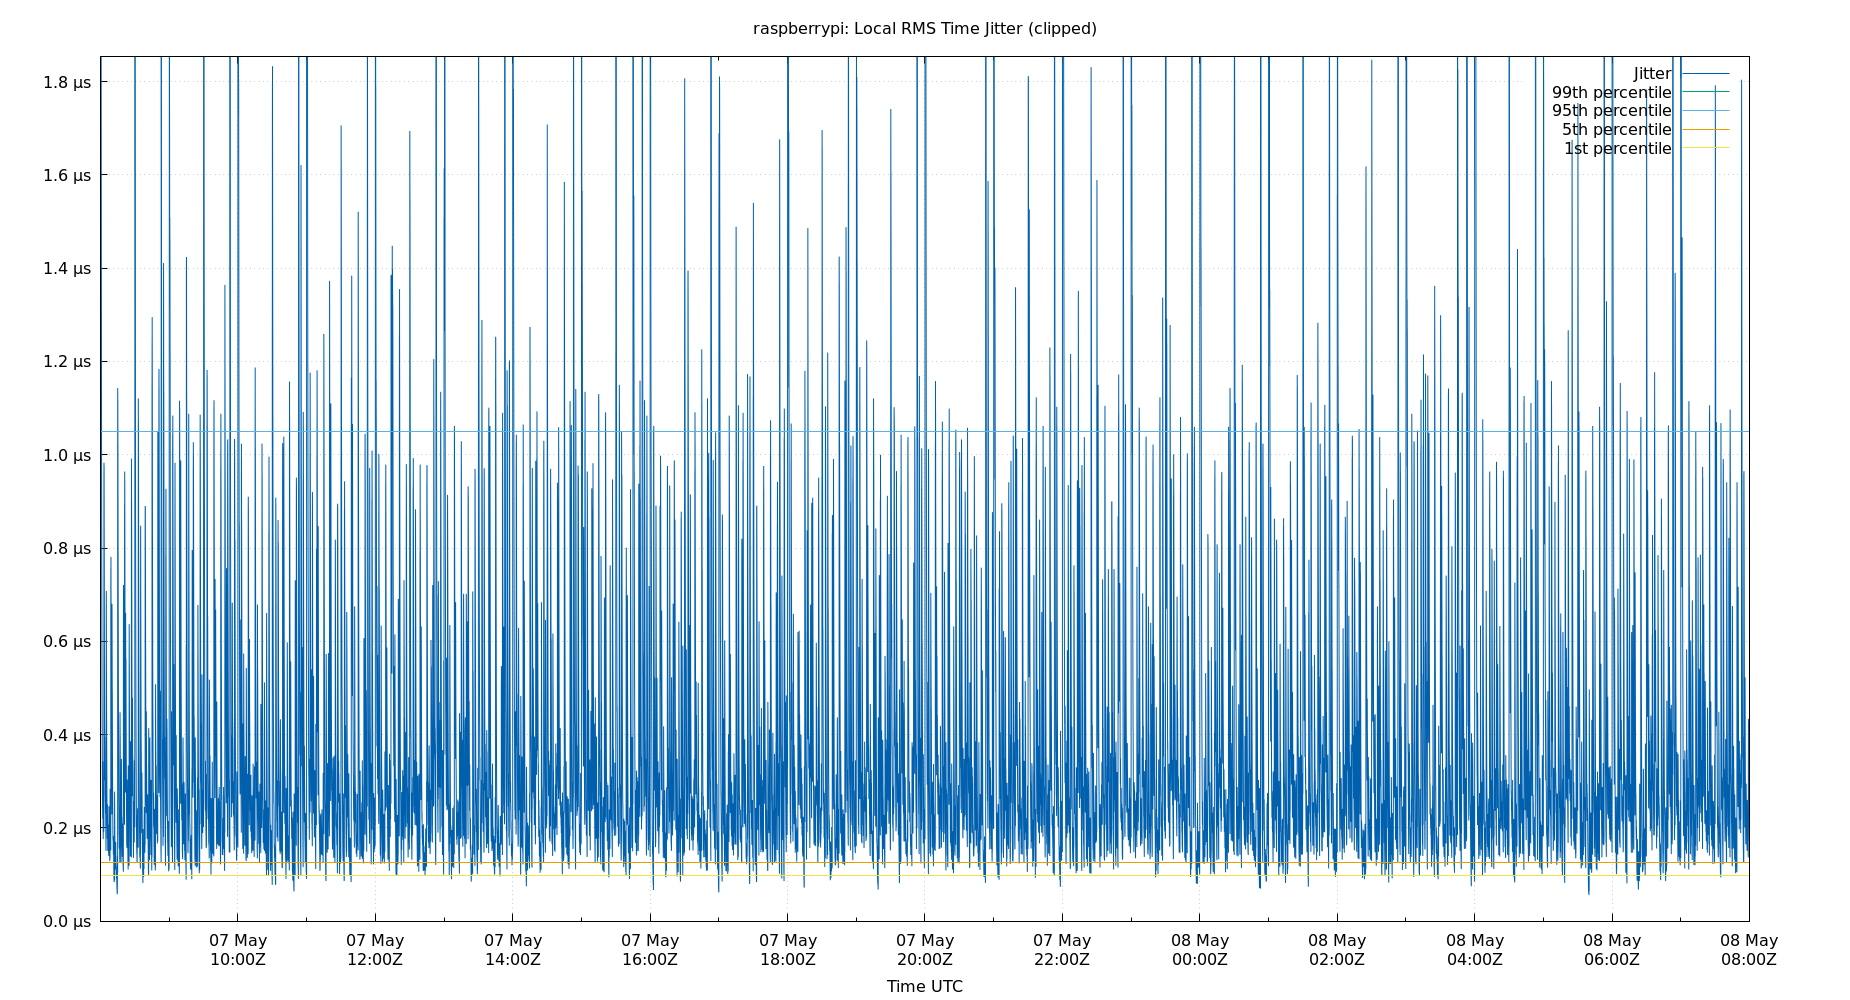 raspberrypi: Local RMS Time Jitter (clipped)
Jitter
99th percentile
95th percentile
5th percentile
1st percentile
1.8 µs
1.6 µs
1.4 µs
1.2 µs
1.0 µs
0.8 µs
0.6 µs
0.4 µs
0.2 µs
0.0 µs
07 May 07 May 07 May 07 May 07 May 07 May 07 May 08 May 08 May 08 May 08 May 08 May
10:00Z 12:00Z 14:00Z 16:00Z 18:00Z 20:00Z 22:00Z 00:00Z 02:00Z 04:00Z 06:00Z 08:00Z
Time UTC